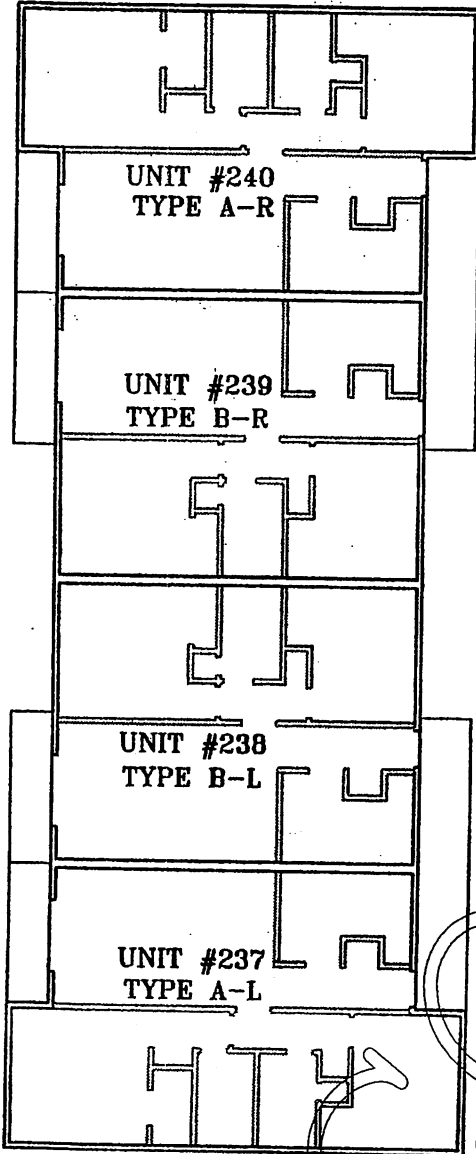 UNIT #240
TYPE A-R
UNIT #239
TYPE B-R
UNIT #238
TYPE B-L
UNIT #237
TYPE A-L